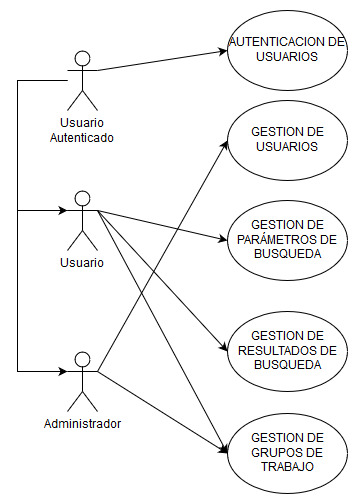 AUTENTICACION DE
USUARIOS
Usuario
Autenticado
GESTION DE
USUARIOS
Usuario
GESTION DE
PARÁMETROS DE
BUSQUEDA
GESTION DE
RESULTADOS DE
BUSQUEDA
Administrador
GESTION DE
GRUPOS DE
TRABAJO